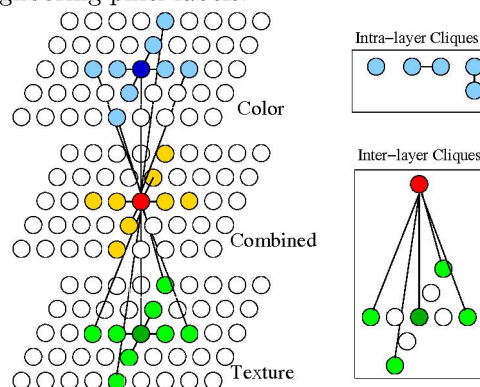 Intra-layer Cliques
Color
Inter-layer Cliques
Combined
Texture